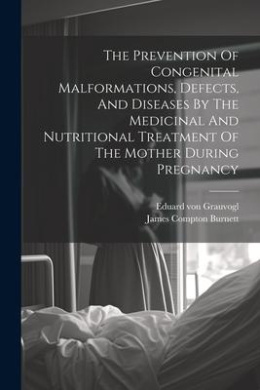 The Prevention Of
Congenital
Malformations, Defects,
And Diseases By The
Medicinal And
Nutritional Treatment Of
The Mother During
Pregnancy
Eduard von Grauvogl
James Compton Burnett